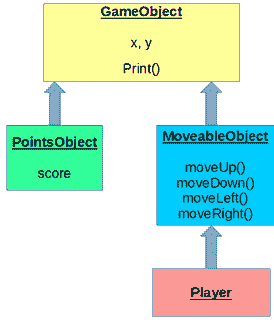 GameObject
x, y
Print()
PointsObject
score
MoveableObject
moveUp()
moveDown()
moveLeft()
moveRight()
Player